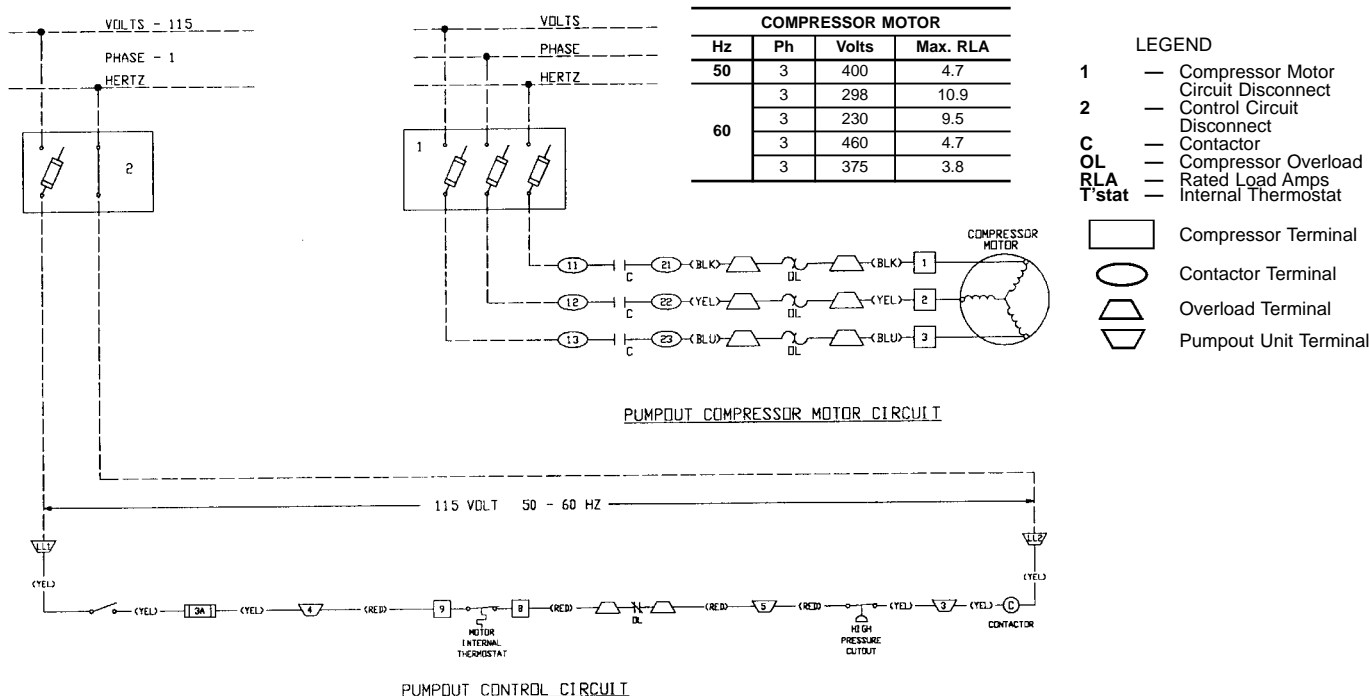 VOLTS - 115
PHASE - 1
HERTZ
2
VOLTS
PHASE
HERTZ
1
COMPRESSOR MOTOR
Hz Ph Volts Max. RLA
50 3 400 4.7
60 3 298 10.9
3 230 9.5
3 460 4.7
3 375 3.8
LEGEND
1 — Compressor Motor
Circuit Disconnect
2 — Control Circuit
Disconnect
C — Contactor
OL — Compressor Overload
RLA — Rated Load Amps
T'stat — Internal Thermostat
Compressor Terminal
Contactor Terminal
Overload Terminal
Pumpout Unit Terminal
COMPRESSOR
MOTOR
11 C 21 (BLK) OL (BLK) 1
12 C 22 (YEL) OL (YEL) 2
13 C 23 (BLU) OL (BLU) 3
PUMPOUT COMPRESSOR MOTOR CIRCUIT
115 VOLT 50 - 60 HZ
LL1
LL2
(YEL)
(YEL)
(YEL) 3A (YEL) 4 (RED) 9 8 (RED) OL (RED) 5 (RED) (YEL) 3 (YEL) C
MOTOR
INTERNAL
THERMOSTAT
HIGH
PRESSURE
CUTOUT
CONTACTOR
PUMPOUT CONTROL CIRCUIT